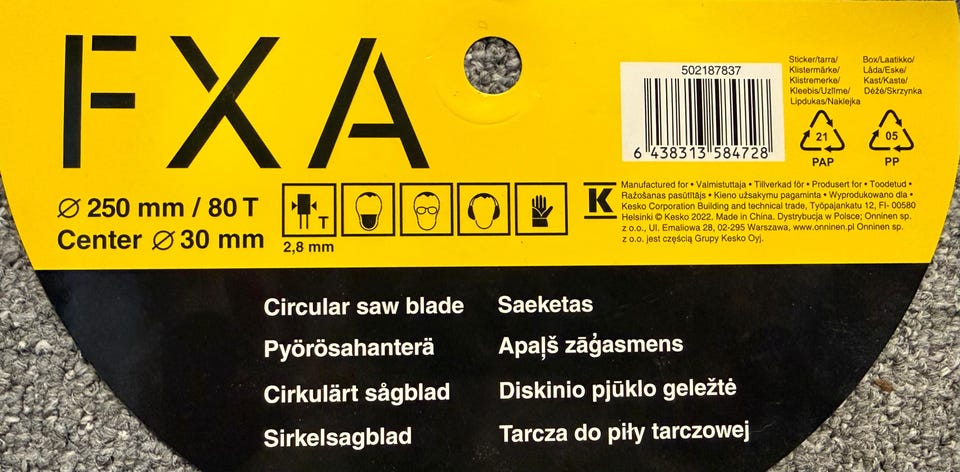 FXA
⌀ 250 mm / 80 T
Center ⌀ 30 mm
T
2,8 mm
502187837
6 438313 584728
Sticker/tarra/
Klistermärke/
Klistremerke/
Kleebis/Uzlīme/
Lipdukas/Naklejka
21
PAP
Box/Laatikko/
Låda/Eske/
Kast/Kaste/
Dėžė/Skrzynka
05
PP
K
Manufactured for • Valmistuttaja • Tillverkad för • Produsert for • Toodetud •
Ražošanas pasūtītājs • Kieno užsakymu pagaminta • Wyprodukowano dla •
Kesko Corporation Building and technical trade, Työpajankatu 12, FI- 00580
Helsinki © Kesko 2022. Made in China. Dystrybucja w Polsce; Onninen sp.
z o.o., Ul. Emaliowa 28, 02-295 Warszawa, www.onninen.pl Onninen sp.
z o.o. jest częścią Grupy Kesko Oyj.
Circular saw blade
Pyörösahanterä
Cirkulärt sågblad
Sirkelsagblad
Saeketas
Apaļš zāģasmens
Diskinio pjūklo geležtė
Tarcza do piły tarczowej